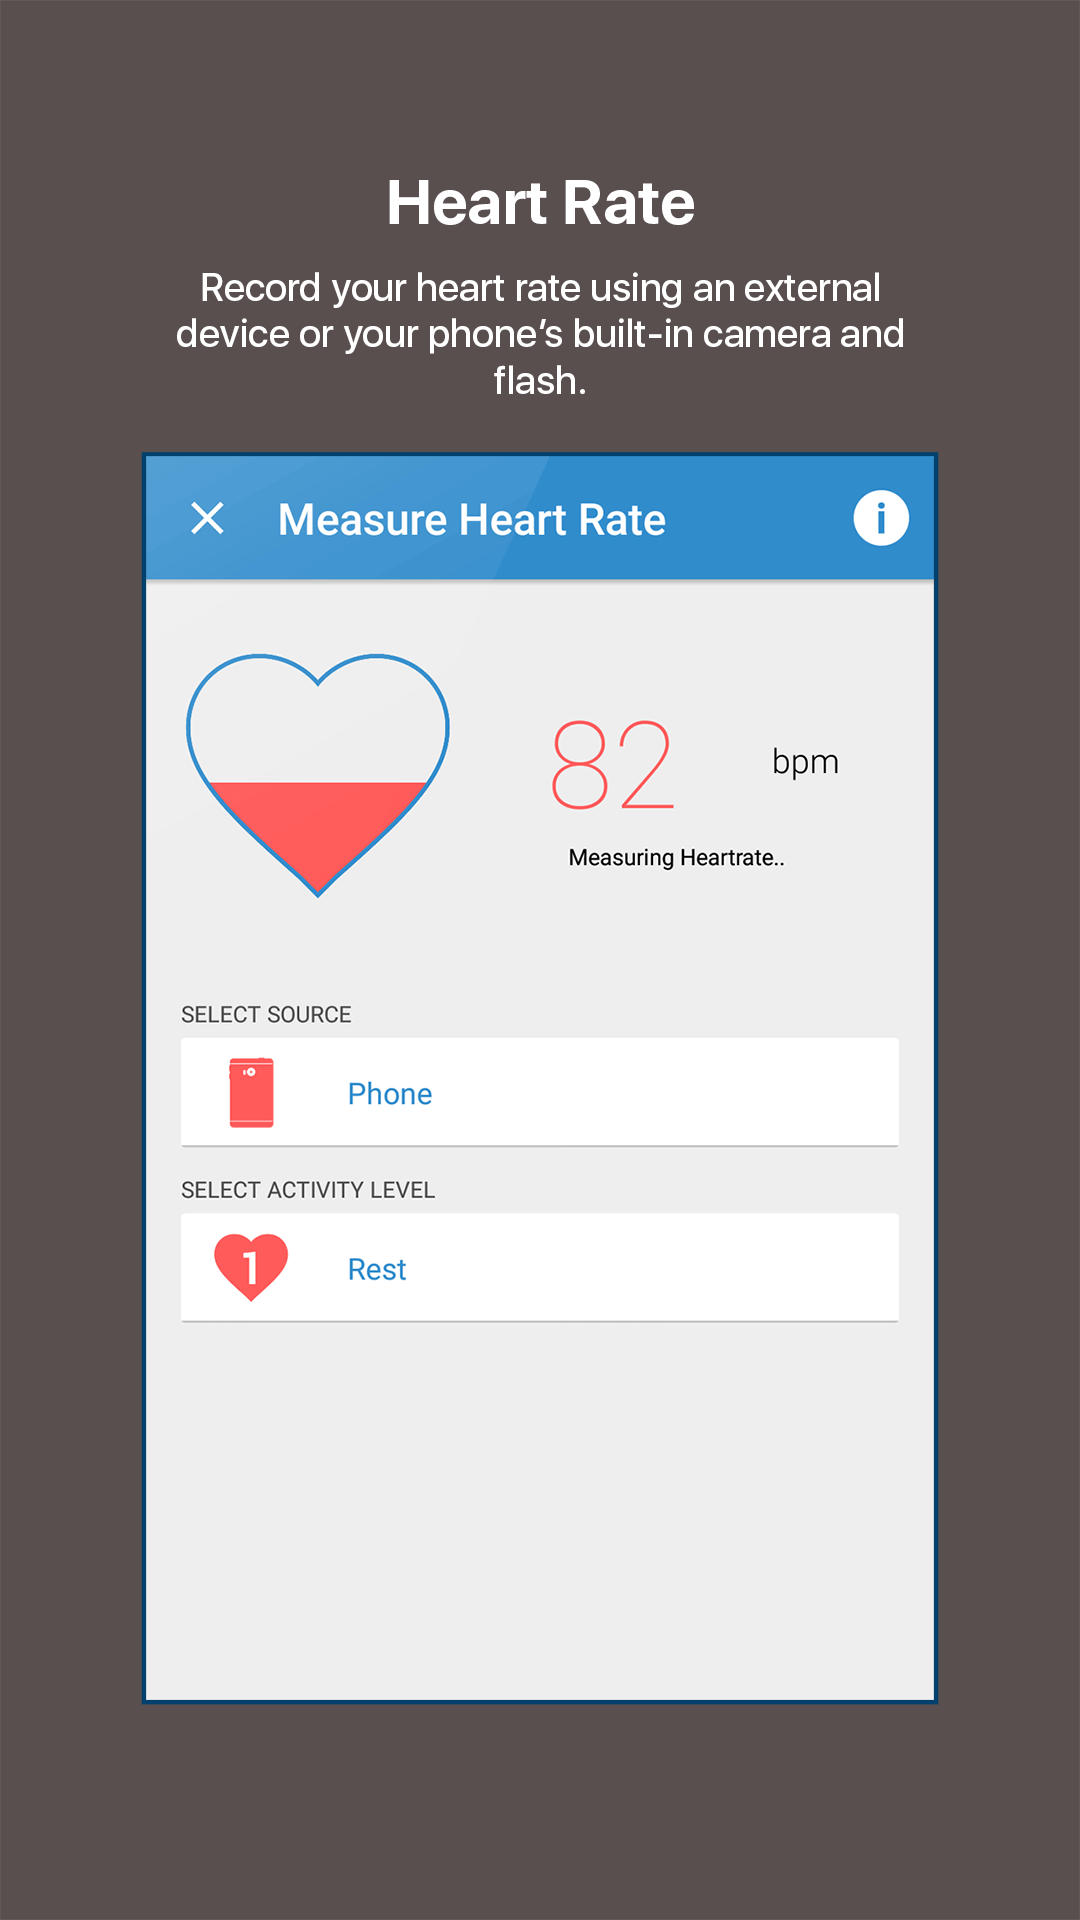 Heart Rate
Record your heart rate using an external
device or your phone’s built-in camera and
flash.
Measure Heart Rate
i
82
bpm
Measuring Heartrate..
SELECT SOURCE
Phone
SELECT ACTIVITY LEVEL
1
Rest